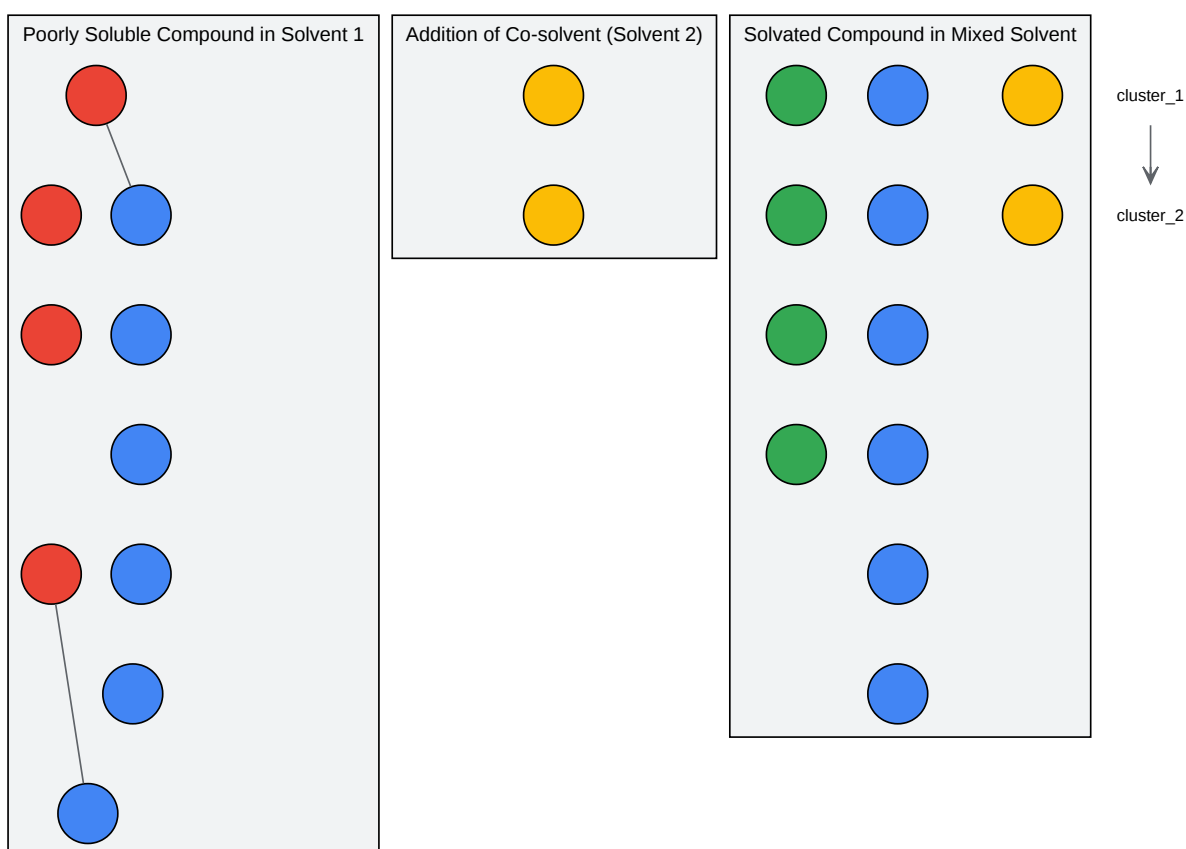 Poorly Soluble Compound in Solvent 1
Addition of Co-solvent (Solvent 2)
Solvated Compound in Mixed Solvent
cluster_1
cluster_2